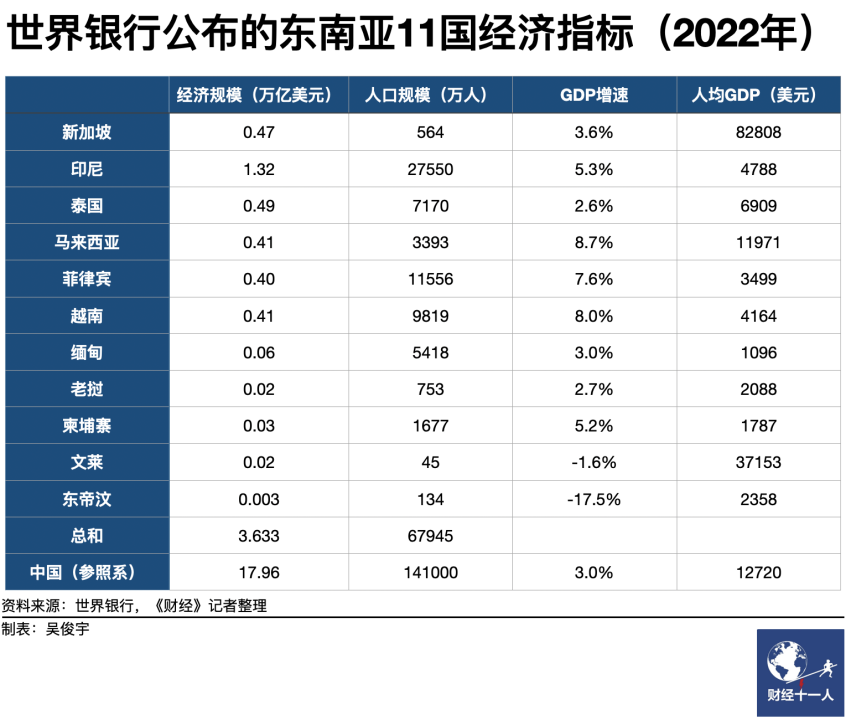 世界银行公布的东南亚11国经济指标（2022年）
经济规模（万亿美元） 人口规模（万人） GDP增速 人均GDP（美元）
新加坡 0.47 564 3.6% 82808
印尼 1.32 27550 5.3% 4788
泰国 0.49 7170 2.6% 6909
马来西亚 0.41 3393 8.7% 11971
菲律宾 0.40 11556 7.6% 3499
越南 0.41 9819 8.0% 4164
缅甸 0.06 5418 3.0% 1096
老挝 0.02 753 2.7% 2088
柬埔寨 0.03 1677 5.2% 1787
文莱 0.02 45 -1.6% 37153
东帝汶 0.003 134 -17.5% 2358
总和 3.633 67945
中国（参照系） 17.96 141000 3.0% 12720
资料来源：世界银行，《财经》记者整理
制表：吴俊宇
财经十一人